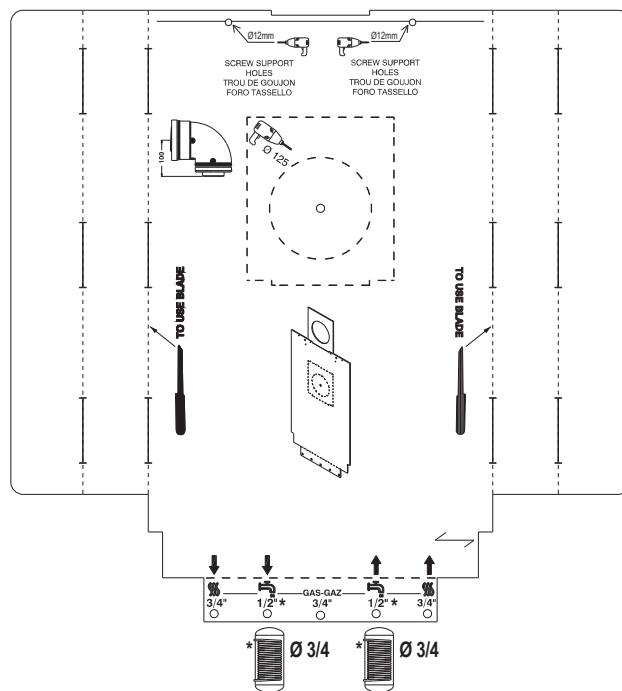 Ø12mm
Ø12mm
SCREW SUPPORT
HOLES
TROU DE GOUJON
FORO TASSELLO
SCREW SUPPORT
HOLES
TROU DE GOUJON
FORO TASSELLO
100
Ø 125
TO USE BLADE
TO USE BLADE
GAS-GAZ
3/4" 1/2"* 3/4" 1/2"* 3/4"
* Ø 3/4 * Ø 3/4